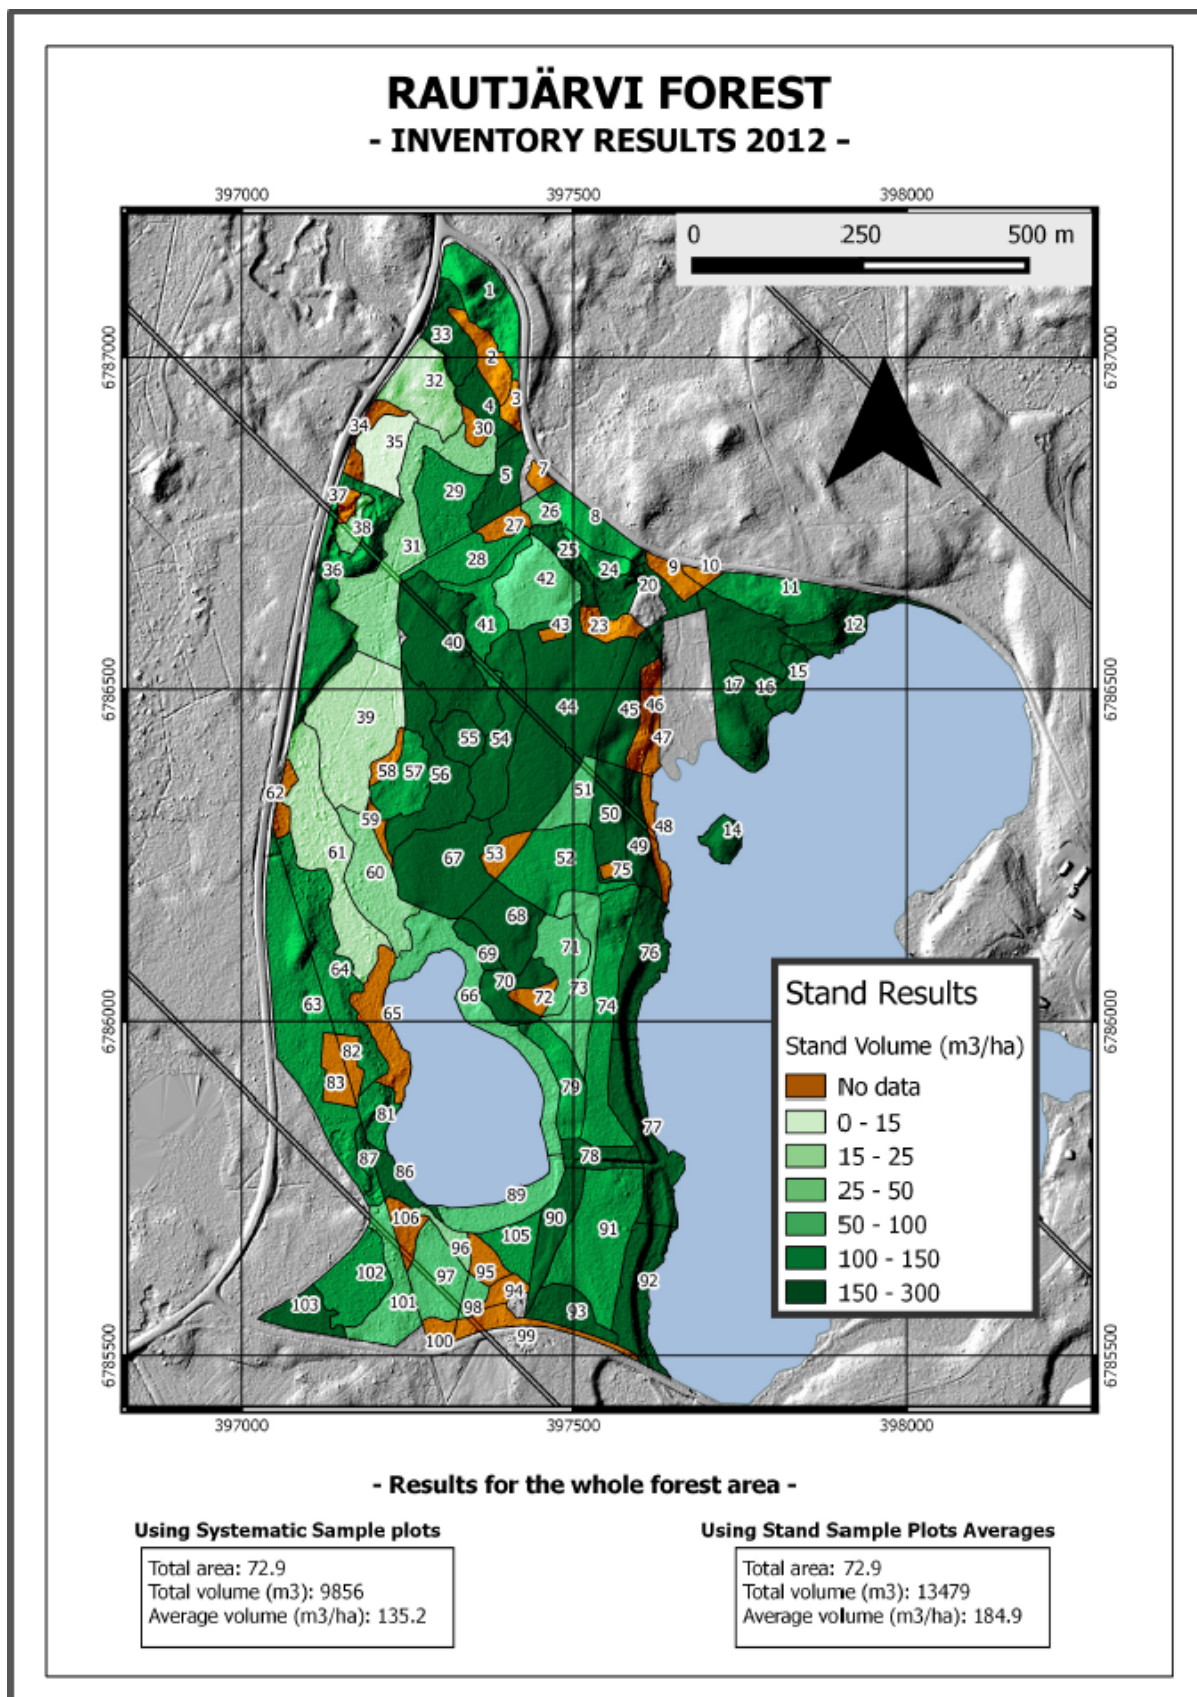 RAUTJÄRVI FOREST
- INVENTORY RESULTS 2012 -
397000 397500 398000
0 250 500 m
6787000 6787000
6786500 6786500
6786000 6786000
6785500 6785500
1
33
2
32
3
4
34 30
35
7
5
37 29
26 8
38 27
31 25
28
36 24 9 10
42 20 11
41 43 23 12
40
15
17 16
39 44 45 46
55 54 47
58 57 56
62 51
59 50 48 14
61 49
67 53 52 75
60
68
69 71 76
64 70
66 72 73
63 65 74
82
83 79
81 77
87 86 78
89
106 90 91
96 105
102 97 95
101 94 92
103 98 93
100 99
Stand Results
Stand Volume (m3/ha)
No data
0 - 15
15 - 25
25 - 50
50 - 100
100 - 150
150 - 300
397000 397500 398000
- Results for the whole forest area -
Using Systematic Sample plots
Total area: 72.9
Total volume (m3): 9856
Average volume (m3/ha): 135.2
Using Stand Sample Plots Averages
Total area: 72.9
Total volume (m3): 13479
Average volume (m3/ha): 184.9